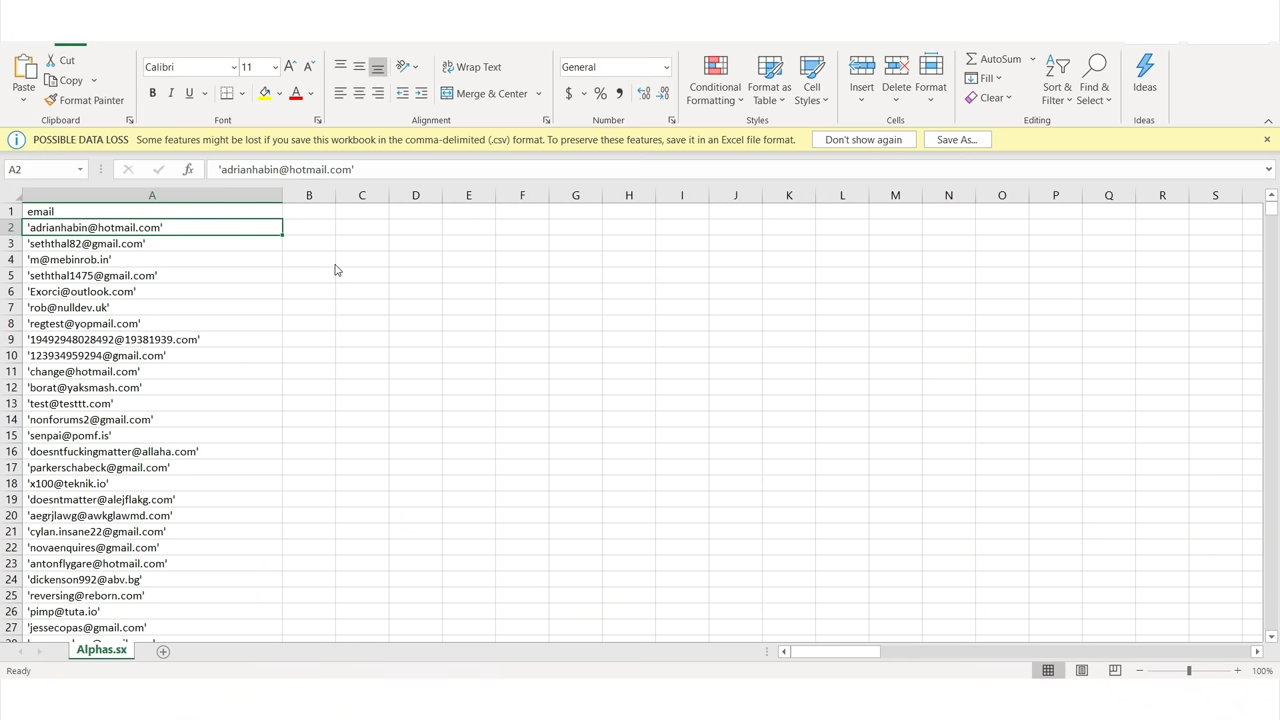 Cut
Copy
Format Painter
Paste
Clipboard
Calibri 11 A A
B I U A
Font
Wrap Text
Merge & Center
Alignment
General
$ % ,
Number
Conditional Formatting
Format as Table
Cell Styles
Styles
Insert
Delete
Format
Cells
AutoSum
Fill
Clear
Sort & Filter
Find & Select
Editing
Ideas
POSSIBLE DATA LOSS Some features might be lost if you save this workbook in the comma-delimited (.csv) format. To preserve these features, save it in an Excel file format. Don't show again Save As...
A2 fx 'adrianhabin@hotmail.com'
A B C D E F G H I J K L M N O P Q R S
1 email
2 'adrianhabin@hotmail.com'
3 'seththal82@gmail.com'
4 'm@mebinrob.in'
5 'seththal1475@gmail.com'
6 'Exorci@outlook.com'
7 'rob@nulldev.uk'
8 'regtest@yopmail.com'
9 '19492948028492@19381939.com'
10 '123934959294@gmail.com'
11 'change@hotmail.com'
12 'borat@yaksmash.com'
13 'test@testtt.com'
14 'nonforums2@gmail.com'
15 'senpai@pomf.is'
16 'doesntfuckingmatter@allaha.com'
17 'parkerschabeck@gmail.com'
18 'x100@teknik.io'
19 'doesntmatter@alejflakg.com'
20 'aegrjlawg@awkglawmd.com'
21 'cylan.insane22@gmail.com'
22 'novaenquires@gmail.com'
23 'antonflygare@hotmail.com'
24 'dickenson992@abv.bg'
25 'reversing@reborn.com'
26 'pimp@tuta.io'
27 'jessecopas@gmail.com'
Alphas.sx
Ready 100%